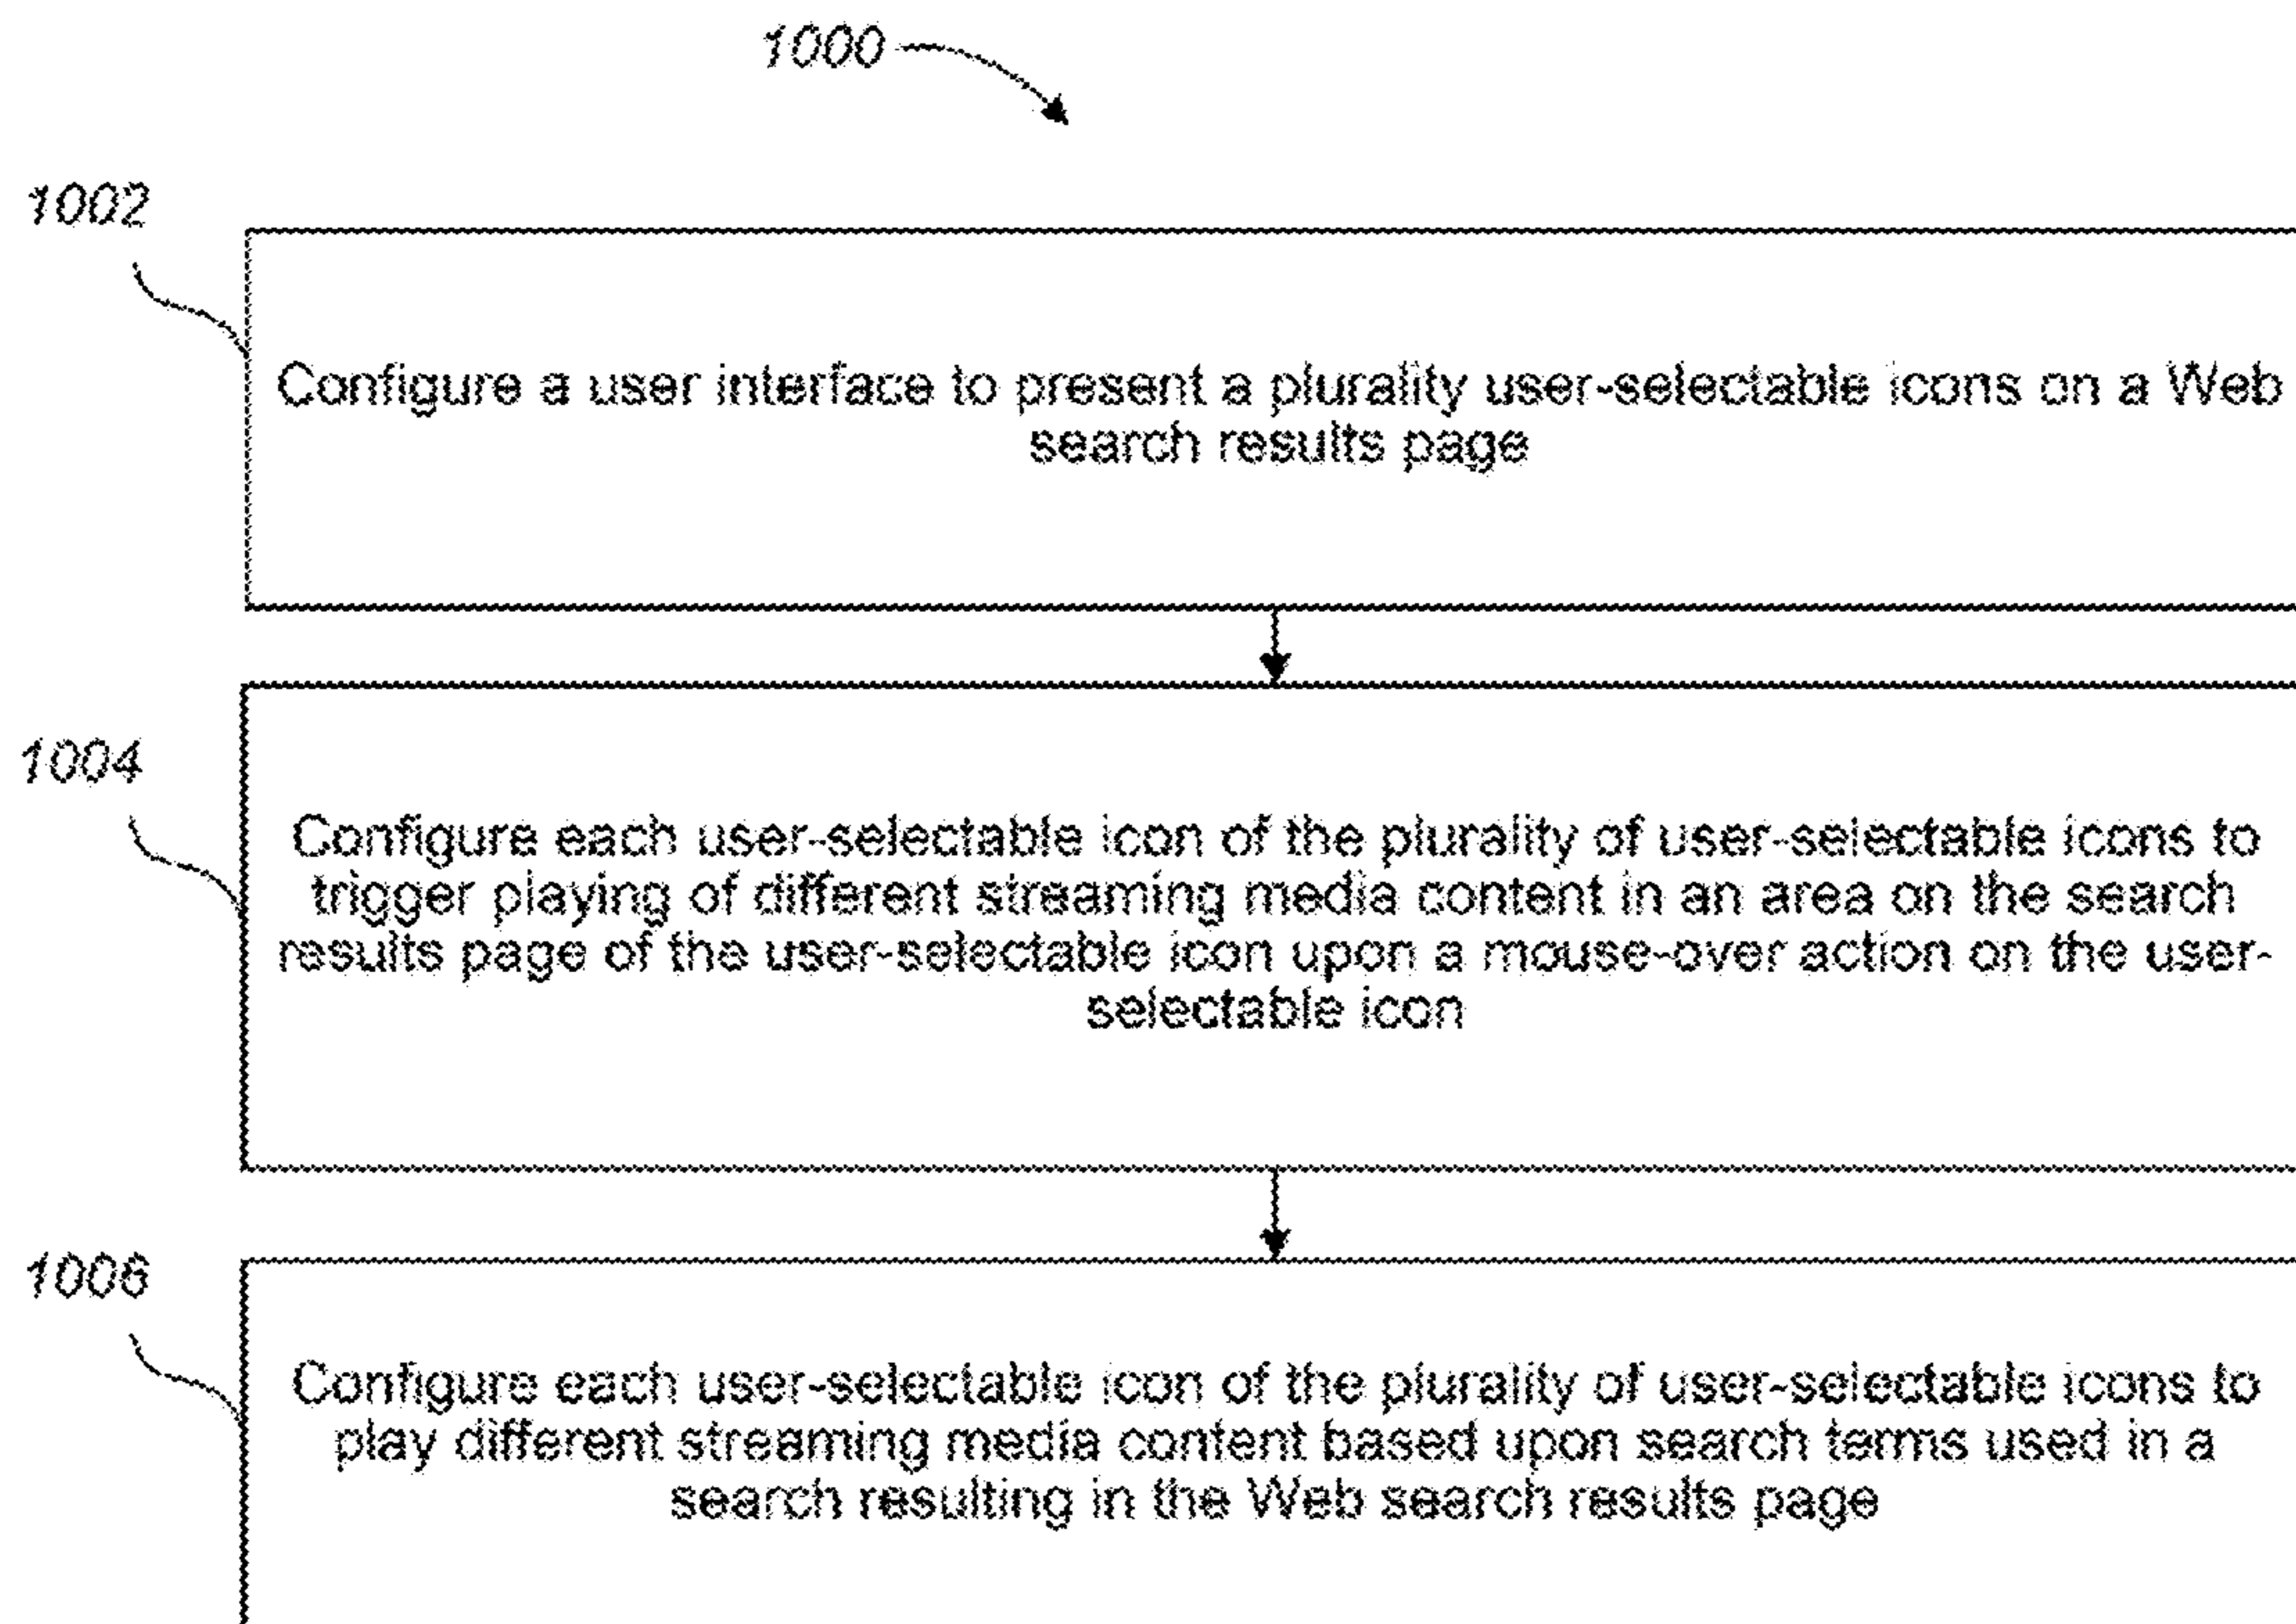 1000
1002
Configure a user interface to present a plurality user-selectable icons on a Web
search results page
1004
Configure each user-selectable icon of the plurality of user-selectable icons to
trigger playing of different streaming media content in an area on the search
results page of the user-selectable icon upon a mouse-over action on the user-
selectable icon
1006
Configure each user-selectable icon of the plurality of user-selectable icons to
play different streaming media content based upon search terms used in a
search resulting in the Web search results page